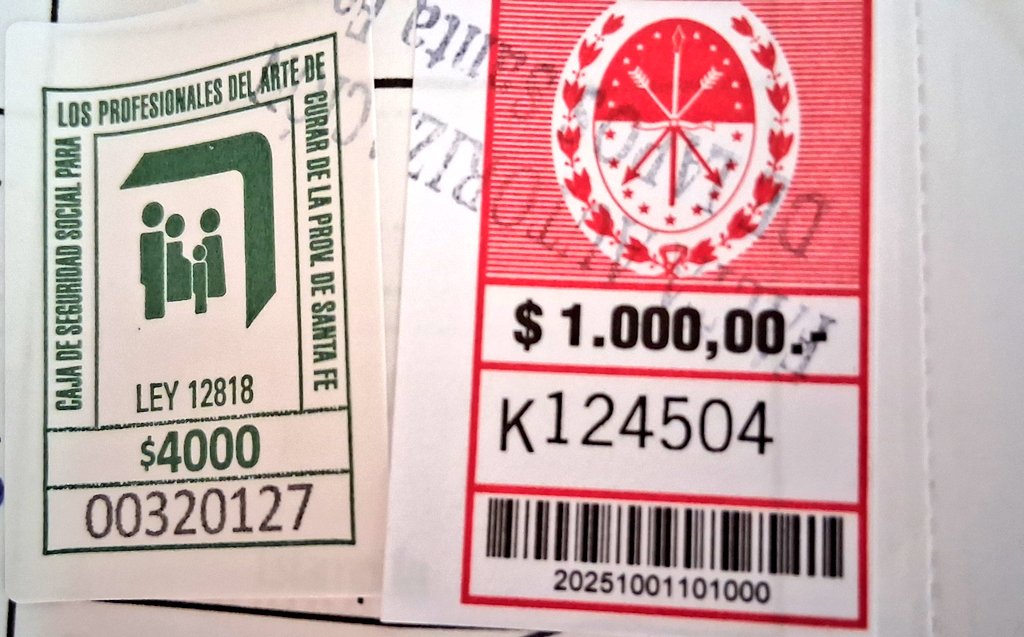 CAJA DE SEGURIDAD SOCIAL PARA
LOS PROFESIONALES DEL ARTE DE
CURAR DE LA PROV. DE SANTA FE
LEY 12818
$4000
00320127
$ 1.000,00.-
K124504
20251001101000